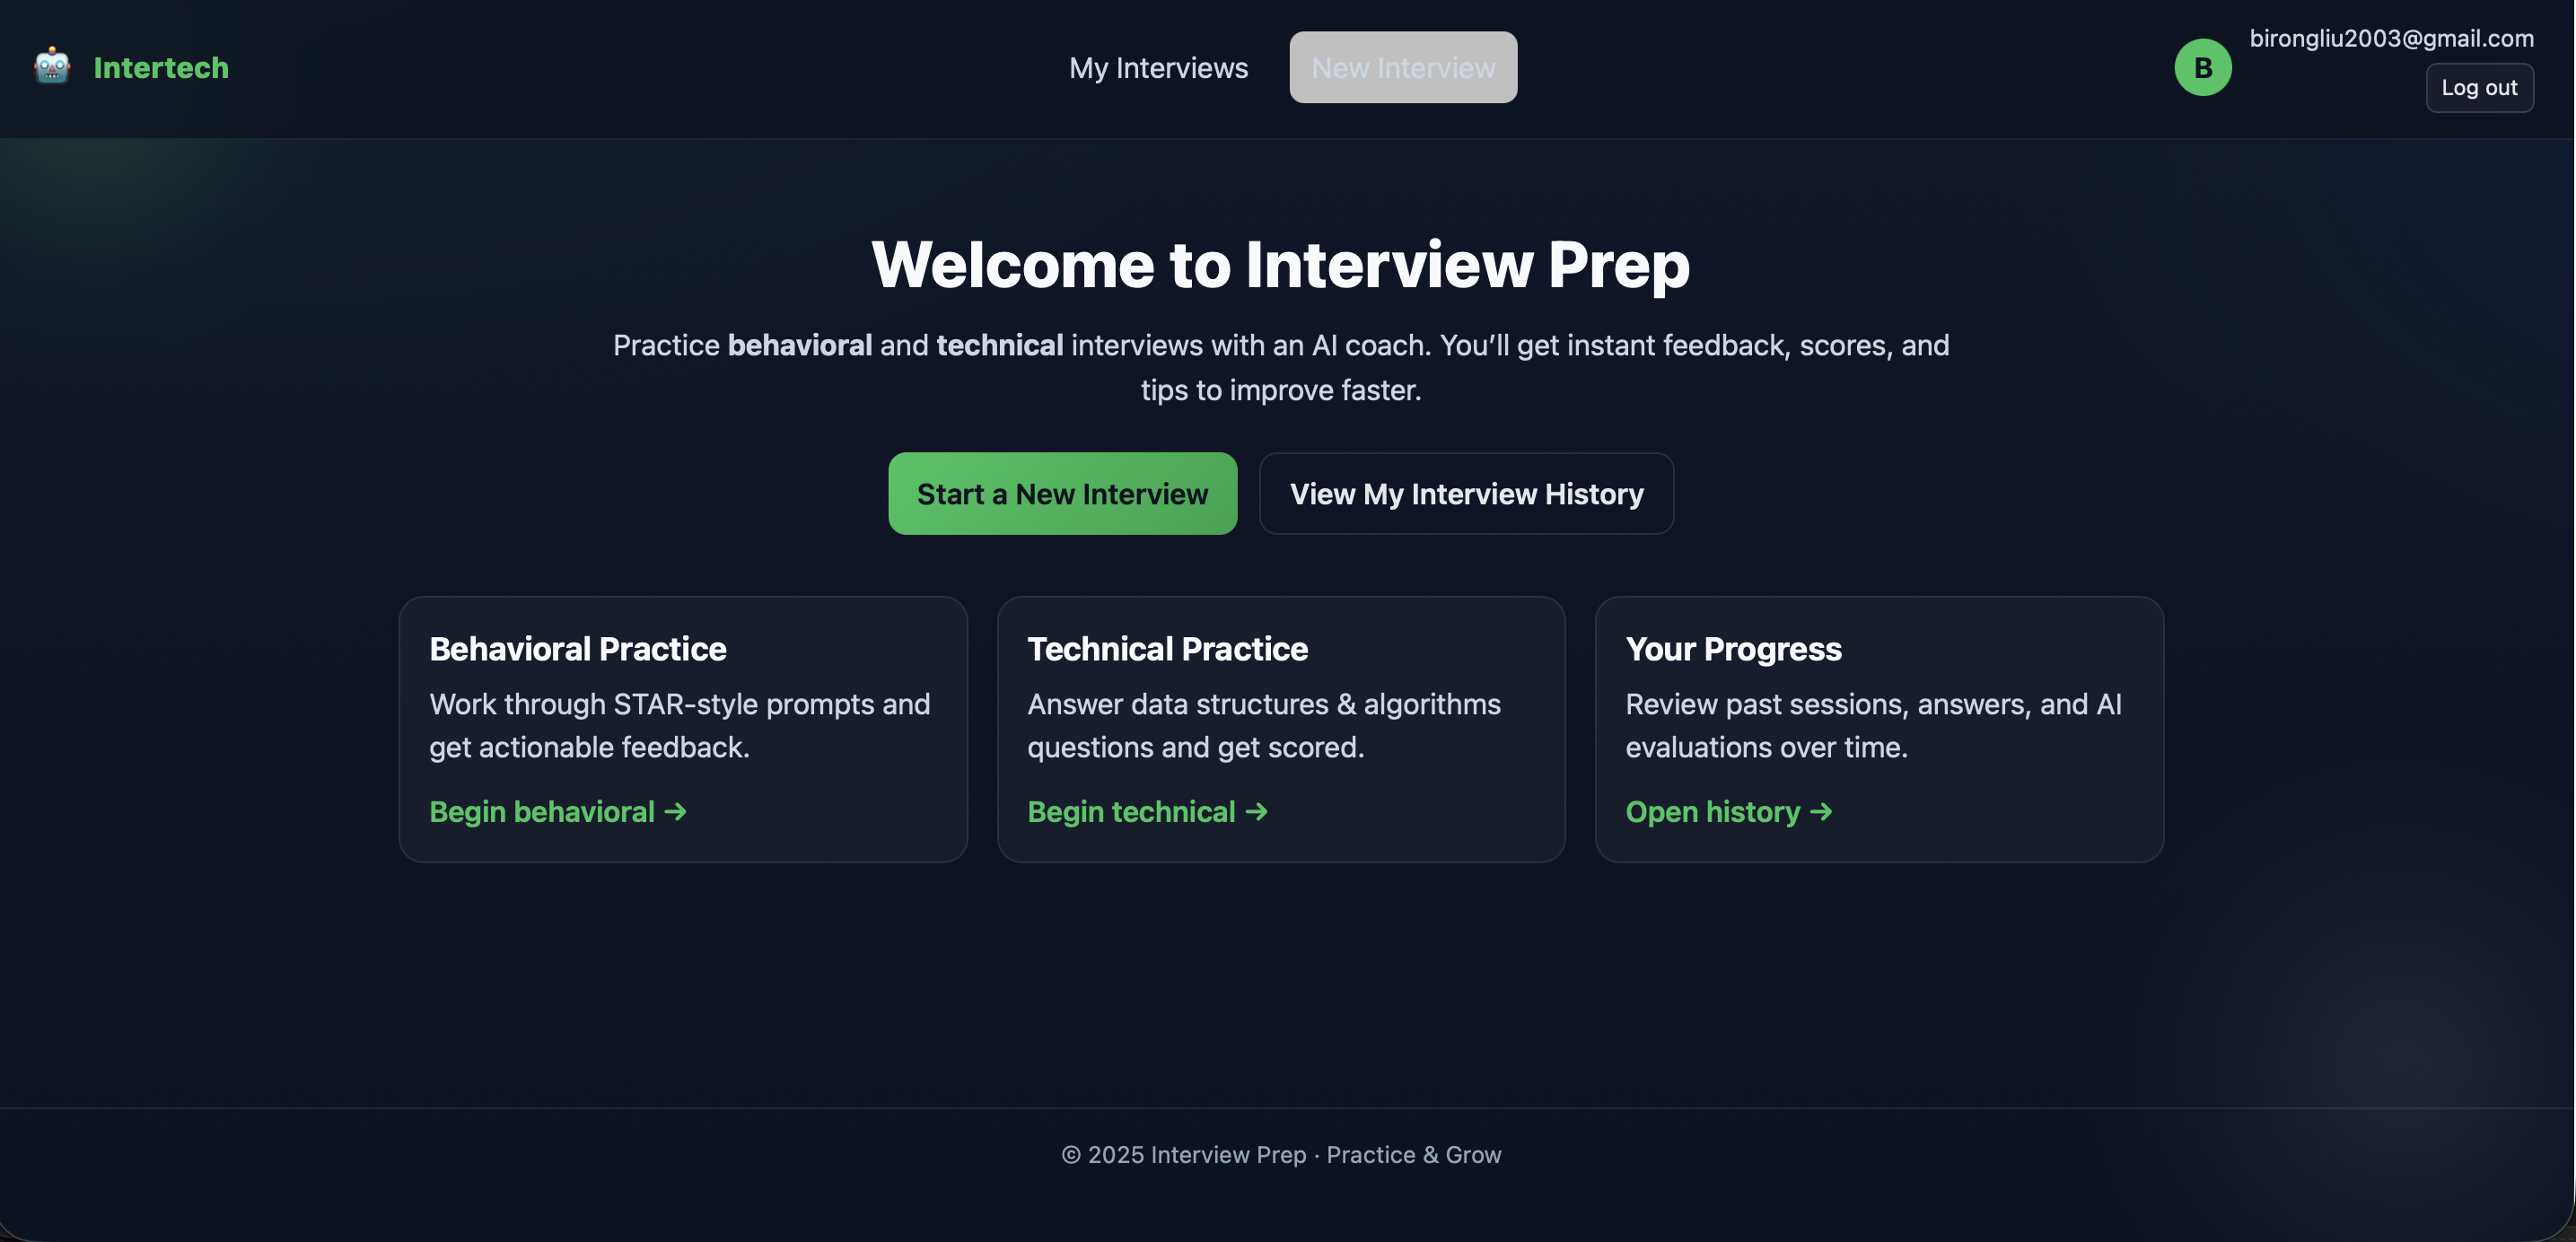 Intertech
My Interviews
New Interview
B
birongliu2003@gmail.com
Log out
Welcome to Interview Prep
Practice behavioral and technical interviews with an AI coach. You’ll get instant feedback, scores, and
tips to improve faster.
Start a New Interview
View My Interview History
Behavioral Practice
Work through STAR-style prompts and
get actionable feedback.
Begin behavioral →
Technical Practice
Answer data structures & algorithms
questions and get scored.
Begin technical →
Your Progress
Review past sessions, answers, and AI
evaluations over time.
Open history →
© 2025 Interview Prep · Practice & Grow